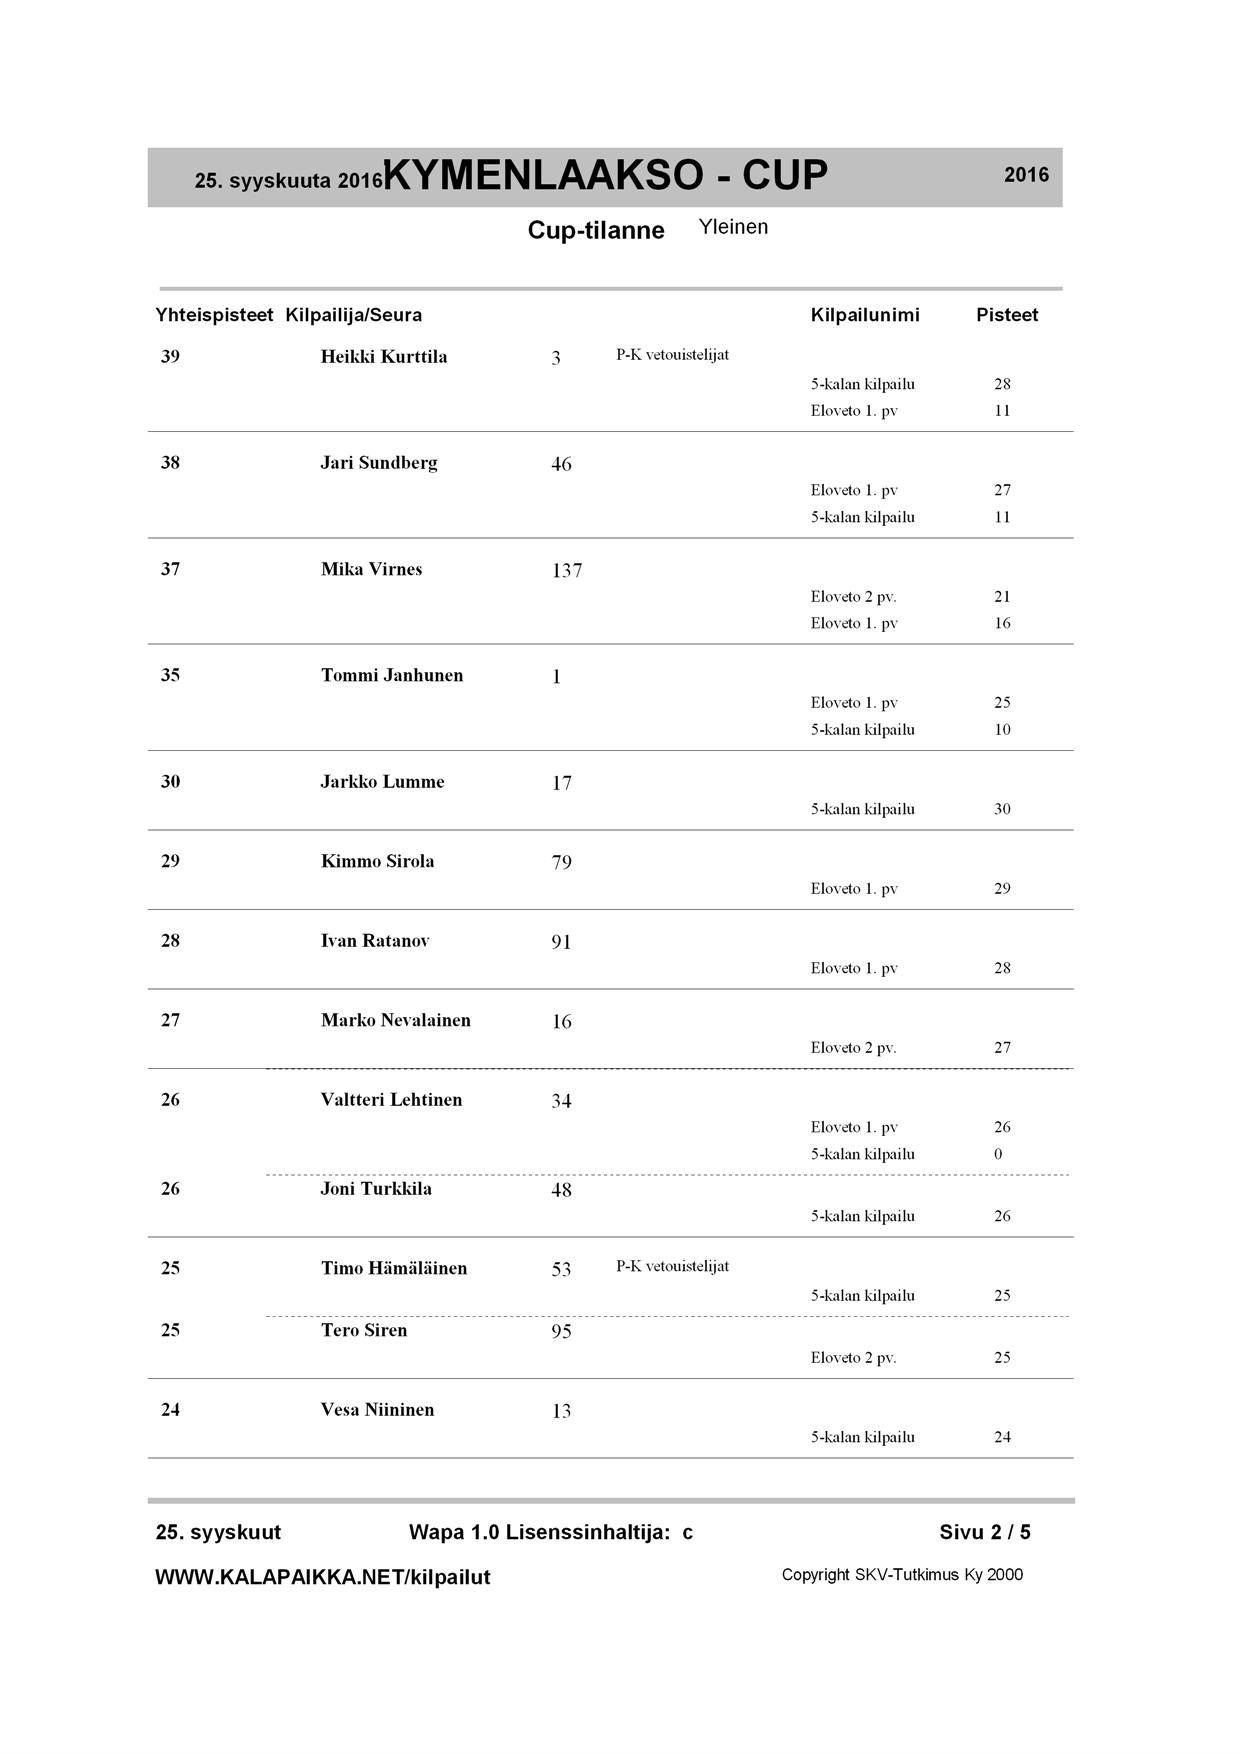 25. syyskuuta 2016 KYMENLAAKSO - CUP 2016
Cup-tilanne Yleinen
Yhteispisteet Kilpailija/Seura Kilpailunimi Pisteet
39 Heikki Kurttila 3 P-K vetouistelijat
5-kalan kilpailu 28
Eloveto 1. pv 11
38 Jari Sundberg 46
Eloveto 1. pv 27
5-kalan kilpailu 11
37 Mika Virnes 137
Eloveto 2 pv. 21
Eloveto 1. pv 16
35 Tommi Janhunen 1
Eloveto 1. pv 25
5-kalan kilpailu 10
30 Jarkko Lumme 17
5-kalan kilpailu 30
29 Kimmo Sirola 79
Eloveto 1. pv 29
28 Ivan Ratanov 91
Eloveto 1. pv 28
27 Marko Nevalainen 16
Eloveto 2 pv. 27
26 Valtteri Lehtinen 34
Eloveto 1. pv 26
5-kalan kilpailu 0
26 Joni Turkkila 48
5-kalan kilpailu 26
25 Timo Hämäläinen 53 P-K vetouistelijat
5-kalan kilpailu 25
25 Tero Siren 95
Eloveto 2 pv. 25
24 Vesa Niininen 13
5-kalan kilpailu 24
25. syyskuut Wapa 1.0 Lisenssinhaltija: c Sivu 2 / 5
WWW.KALAPAIKKA.NET/kilpailut Copyright SKV-Tutkimus Ky 2000